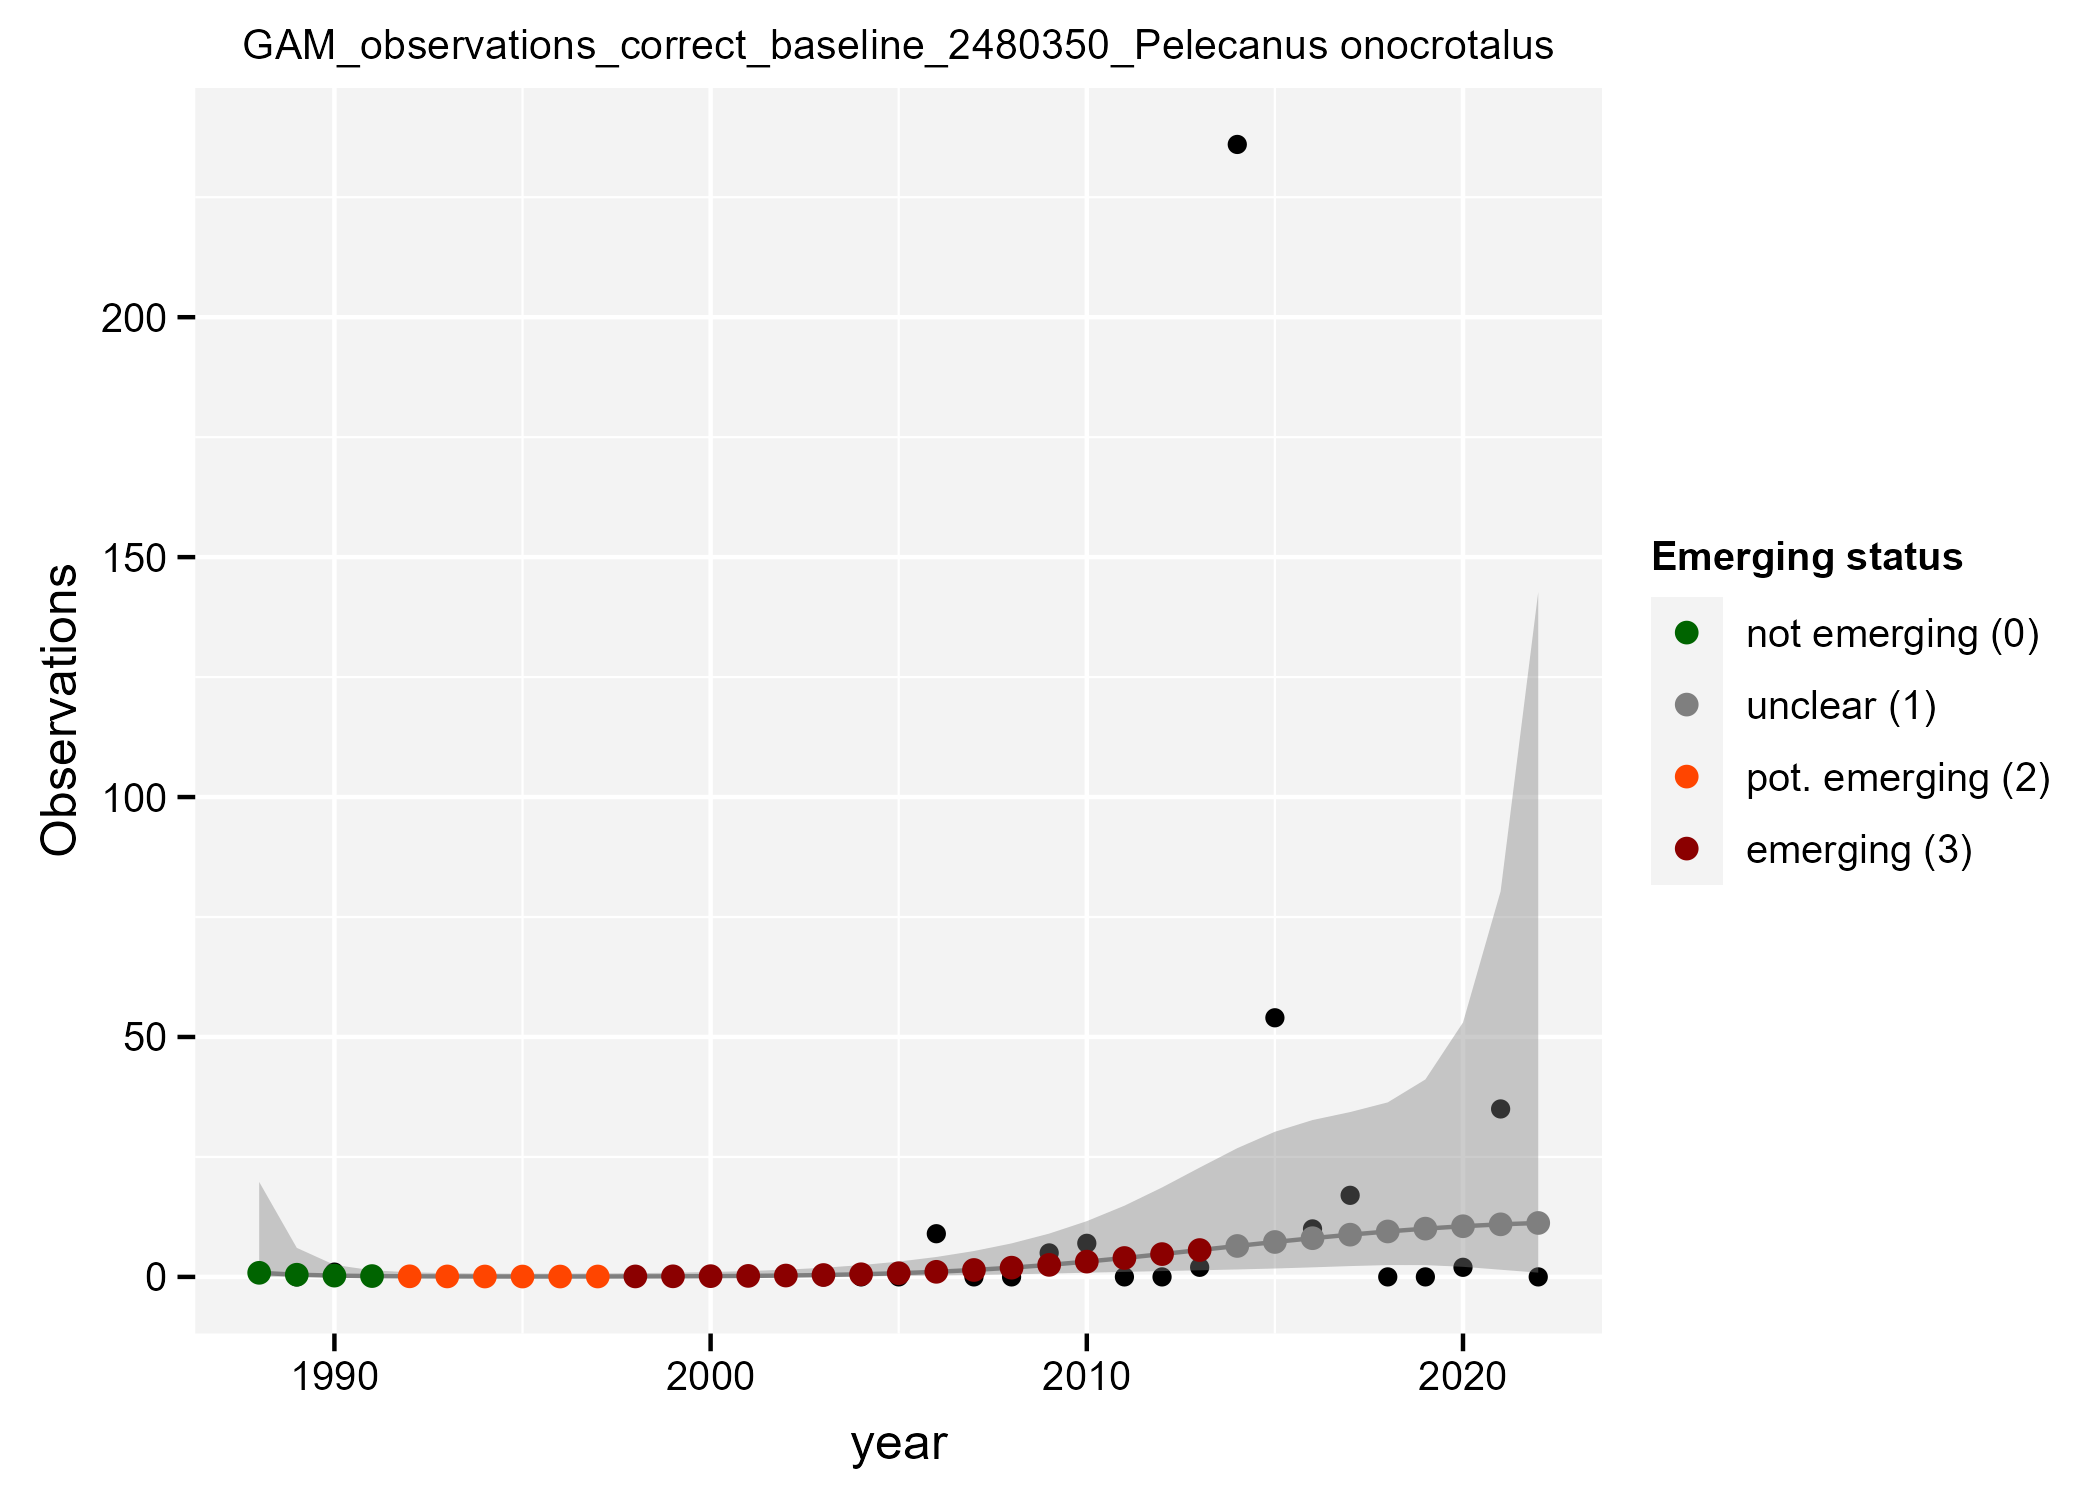 GAM_observations_correct_baseline_2480350_Pelecanus onocrotalus
Observations
200
150
100
50
0
1990 2000 2010 2020
year
Emerging status
not emerging (0)
unclear (1)
pot. emerging (2)
emerging (3)